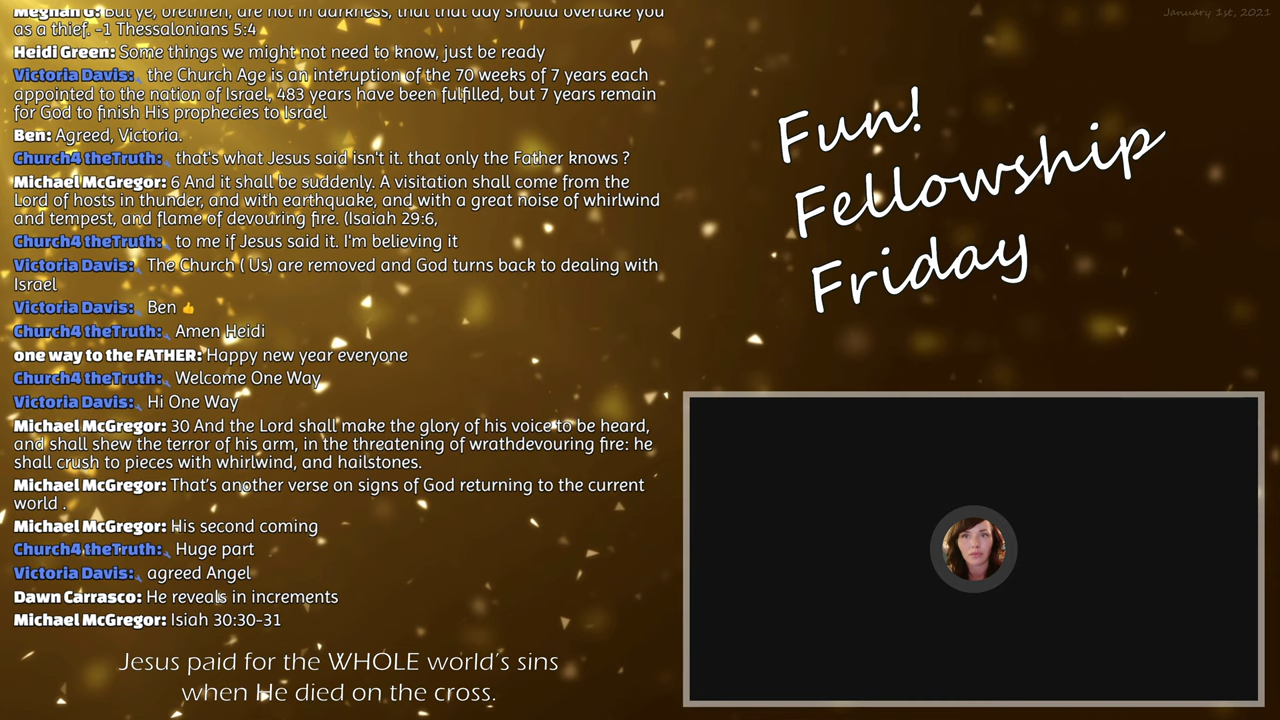 Meghan G: But ye, brethren, are not in darkness, that that day should overtake you
as a thief. -1 Thessalonians 5:4
Heidi Green: Some things we might not need to know, just be ready
Victoria Davis: the Church Age is an interuption of the 70 weeks of 7 years each
appointed to the nation of Israel, 483 years have been fulfilled, but 7 years remain
for God to finish His prophecies to Israel
Ben: Agreed, Victoria.
Church4 theTruth: that's what Jesus said isn't it. that only the Father knows ?
Michael McGregor: 6 And it shall be suddenly. A visitation shall come from the
Lord of hosts in thunder, and with earthquake, and with a great noise of whirlwind
and tempest, and flame of devouring fire. (Isaiah 29:6,
Church4 theTruth: to me if Jesus said it. I'm believing it
Victoria Davis: The Church ( Us) are removed and God turns back to dealing with
Israel
Victoria Davis: Ben 👍
Church4 theTruth: Amen Heidi
one way to the FATHER: Happy new year everyone
Church4 theTruth: Welcome One Way
Victoria Davis: Hi One Way
Michael McGregor: 30 And the Lord shall make the glory of his voice to be heard,
and shall shew the terror of his arm, in the threatening of wrathdevouring fire: he
shall crush to pieces with whirlwind, and hailstones.
Michael McGregor: That's another verse on signs of God returning to the current
world .
Michael McGregor: His second coming
Church4 theTruth: Huge part
Victoria Davis: agreed Angel
Dawn Carrasco: He reveals in increments
Michael McGregor: Isiah 30:30-31
Jesus paid for the WHOLE world's sins
when He died on the cross.
January 1st, 2021
Fun!
Fellowship
Friday